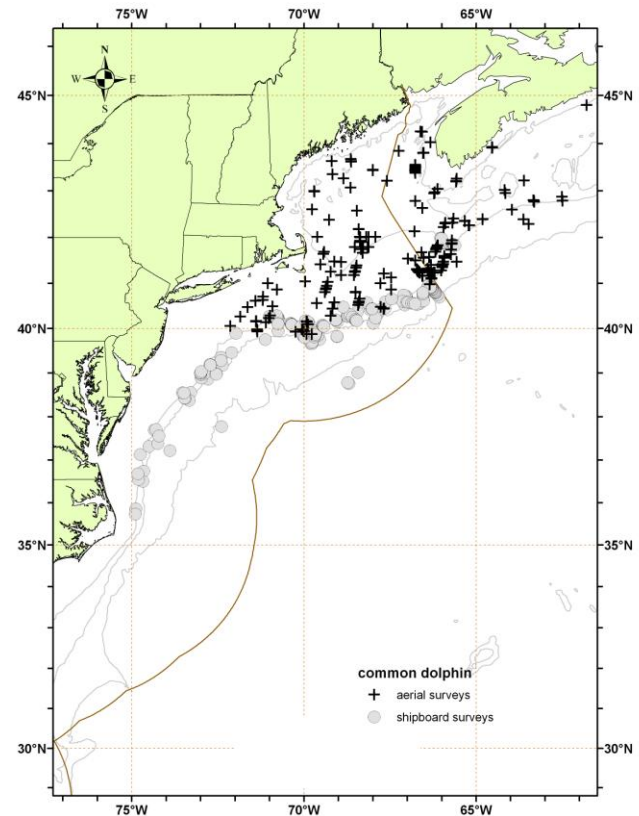 75°W 70°W 65°W
N
W E
S
45°N 45°N
40°N 40°N
35°N 35°N
common dolphin
aerial surveys
shipboard surveys
30°N 30°N
75°W 70°W 65°W